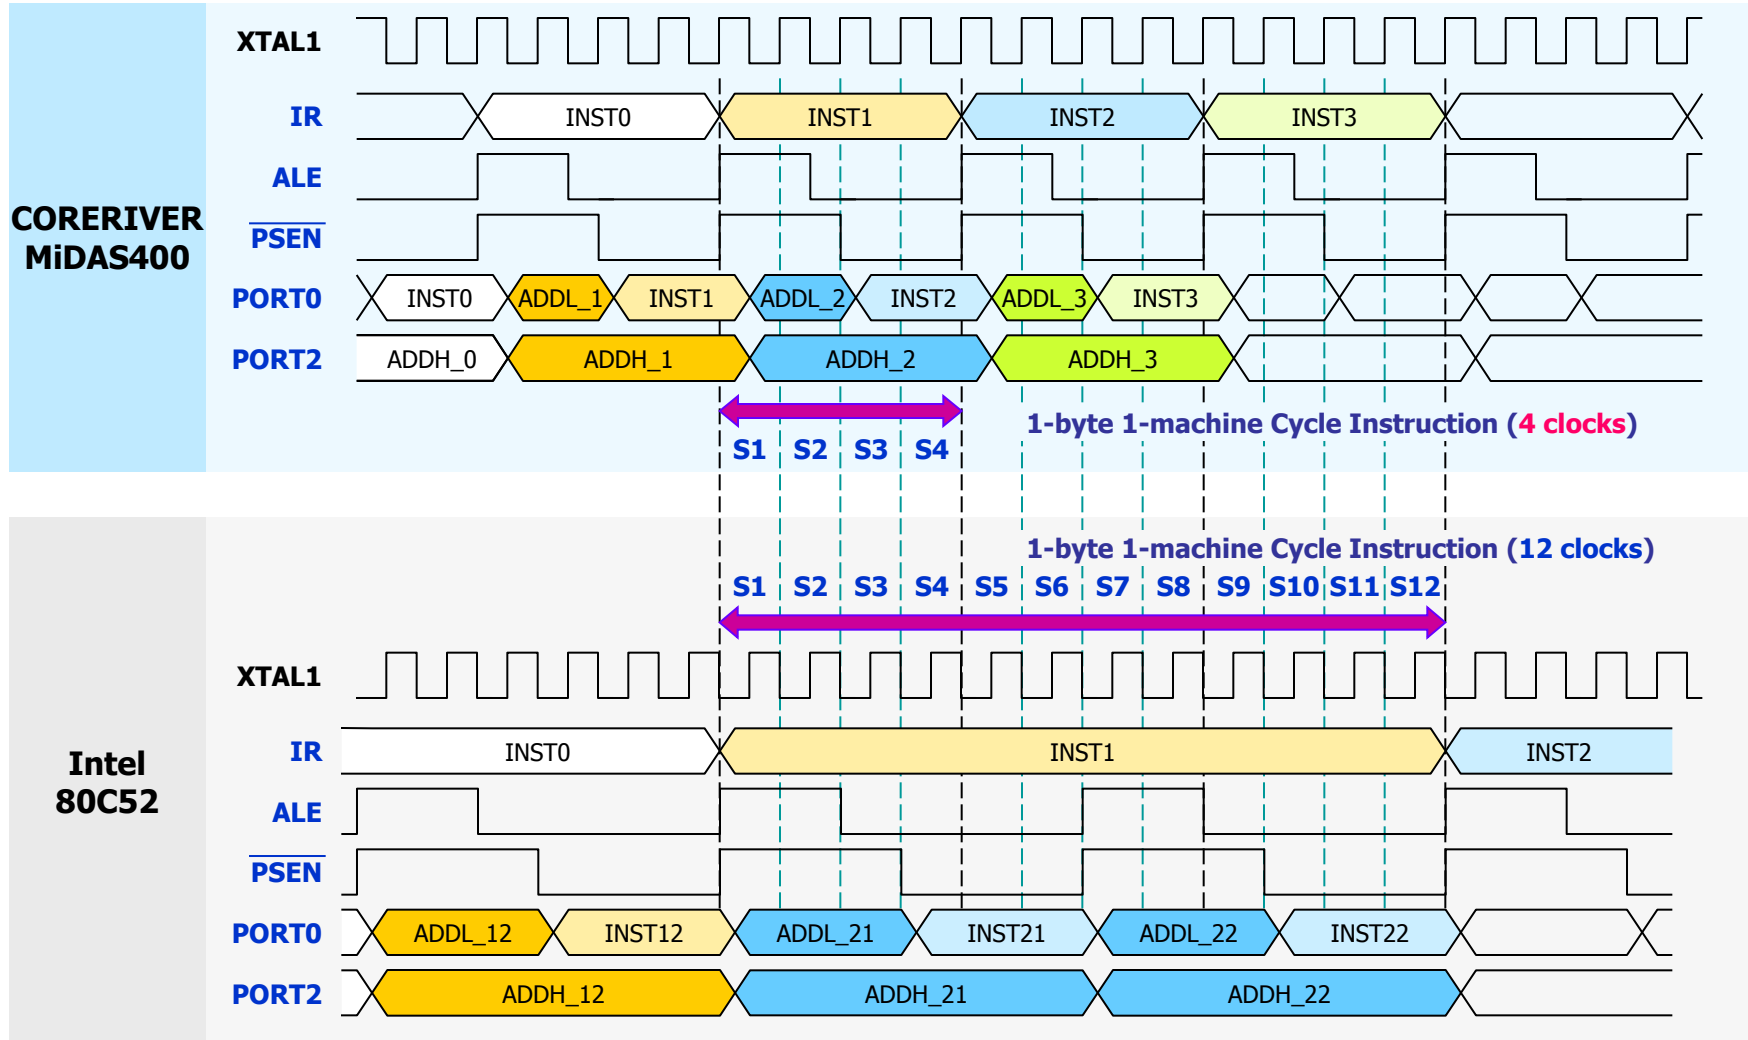 CORERIVER
MiDAS400
XTAL1
IR INST0 INST1 INST2 INST3
ALE
PSEN
PORT0 INST0 ADDL_1 INST1 ADDL_2 INST2 ADDL_3 INST3
PORT2 ADDH_0 ADDH_1 ADDH_2 ADDH_3
1-byte 1-machine Cycle Instruction (4 clocks)
S1 S2 S3 S4
Intel
80C52
1-byte 1-machine Cycle Instruction (12 clocks)
S1 S2 S3 S4 S5 S6 S7 S8 S9 S10 S11 S12
XTAL1
IR INST0 INST1 INST2
ALE
PSEN
PORT0 ADDL_12 INST12 ADDL_21 INST21 ADDL_22 INST22
PORT2 ADDH_12 ADDH_21 ADDH_22